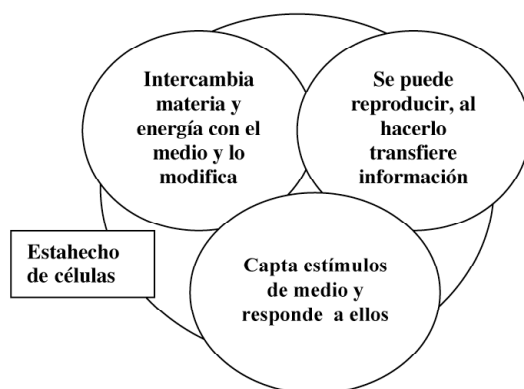 Intercambia
materia y
energía con el
medio y lo
modifica
Se puede
reproducir, al
hacerlo
transfiere
información
Estahecho
de células
Capta estímulos
de medio y
responde a ellos